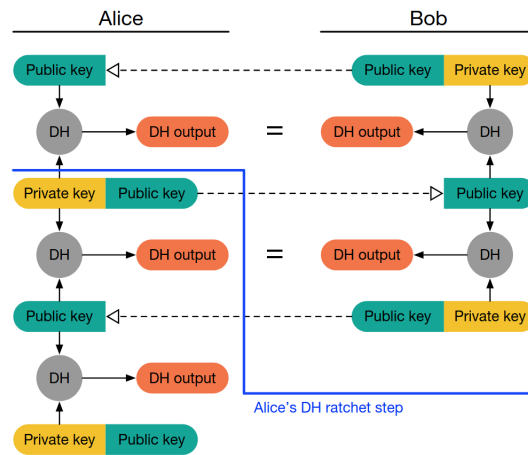 Alice Bob
Public key Public key Private key
DH DH output = DH output DH
Private key Public key Public key
DH DH output = DH output DH
Public key Public key Private key
DH DH output
Alice's DH ratchet step
Private key Public key